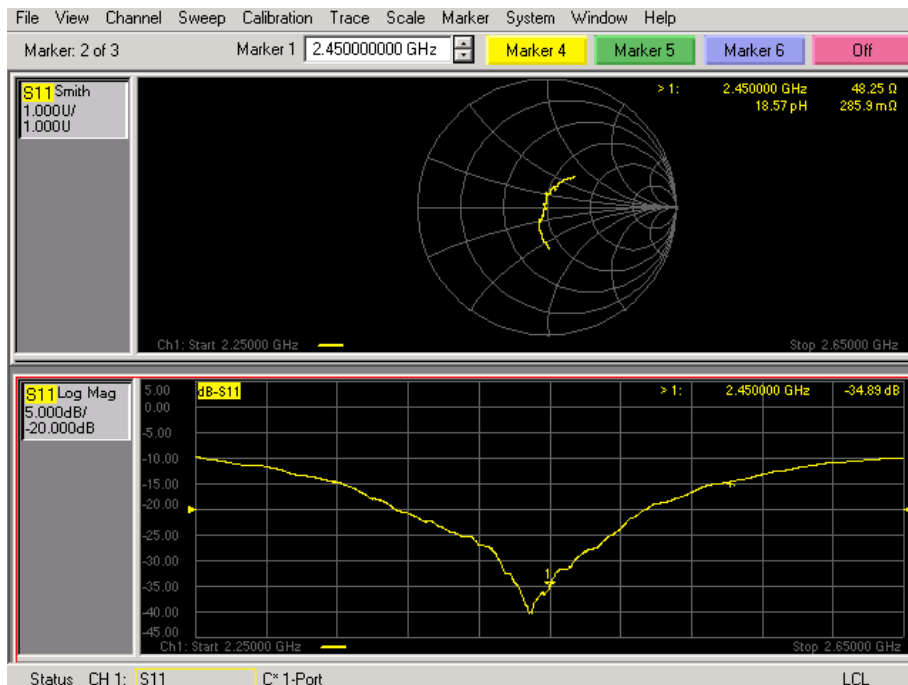 File View Channel Sweep Calibration Trace Scale Marker System Window Help
Marker: 2 of 3 Marker 1 2.450000000 GHz Marker 4 Marker 5 Marker 6 Off
S11 Smith
1.000U/
1.000U
> 1: 2.450000 GHz 48.25 Ω
18.57 pH 285.9 mΩ
Ch1: Start 2.25000 GHz Stop 2.65000 GHz
S11 Log Mag
5.000dB/
-20.000dB
dB-S11
> 1: 2.450000 GHz -34.89 dB
5.00
0.00
-5.00
-10.00
-15.00
-20.00
-25.00
-30.00
-35.00
-40.00
-45.00
1
Ch1: Start 2.25000 GHz Stop 2.65000 GHz
Status CH 1: S11 C* 1-Port LCL